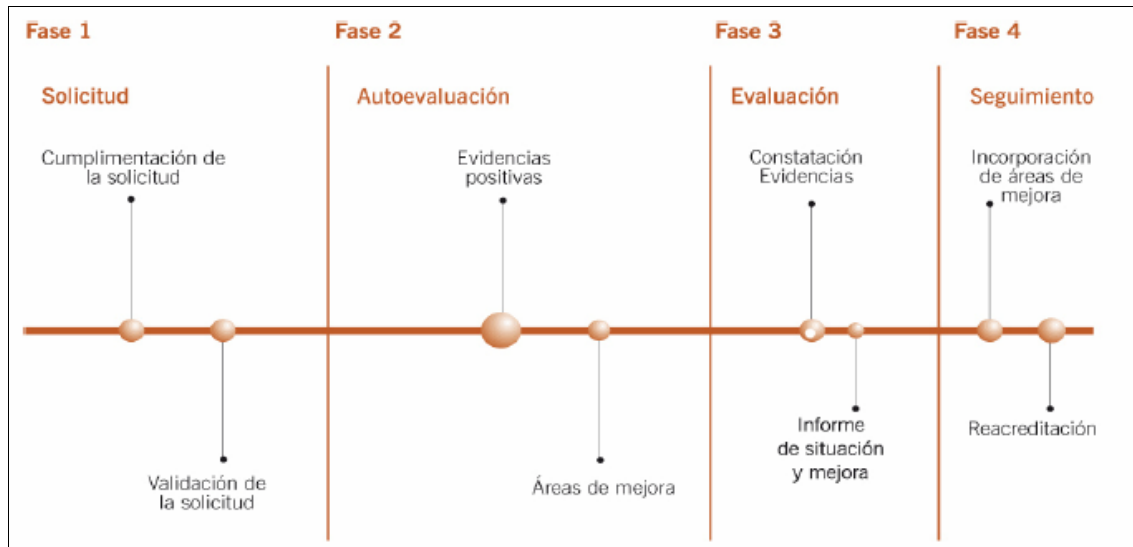 Fase 1
Fase 2
Fase 3
Fase 4
Solicitud
Autoevaluación
Evaluación
Seguimiento
Cumplimentación de
la solicitud
Evidencias
positivas
Constatación
Evidencias
Incorporación
de áreas de
mejora
Validación de
la solicitud
Áreas de mejora
Informe
de situación
y mejora
Reacreditación